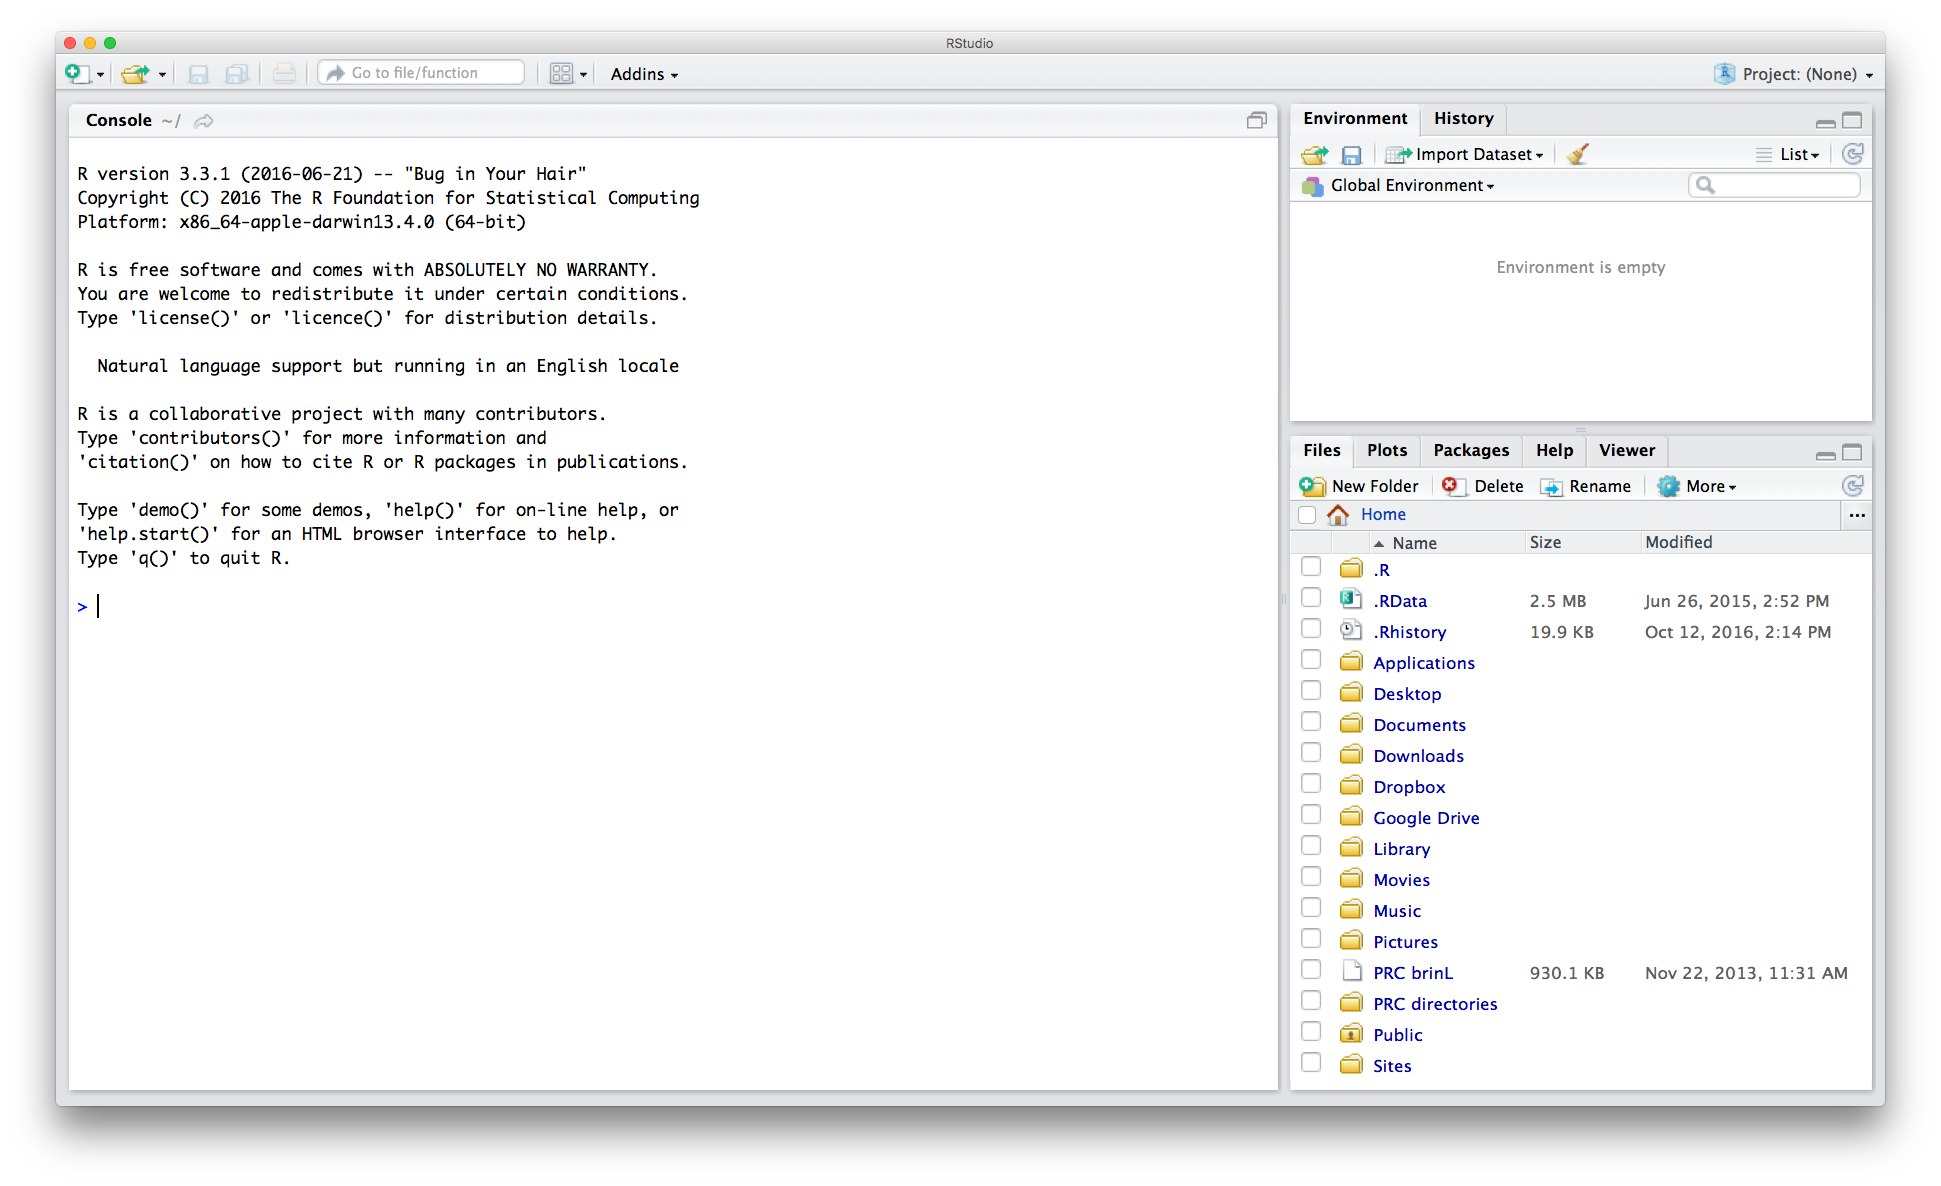 RStudio
Go to file/function
Addins
Project: (None)
Console ~/
R version 3.3.1 (2016-06-21) -- "Bug in Your Hair"
Copyright (C) 2016 The R Foundation for Statistical Computing
Platform: x86_64-apple-darwin13.4.0 (64-bit)
R is free software and comes with ABSOLUTELY NO WARRANTY.
You are welcome to redistribute it under certain conditions.
Type 'license()' or 'licence()' for distribution details.
Natural language support but running in an English locale
R is a collaborative project with many contributors.
Type 'contributors()' for more information and
'citation()' on how to cite R or R packages in publications.
Type 'demo()' for some demos, 'help()' for on-line help, or
'help.start()' for an HTML browser interface to help.
Type 'q()' to quit R.
>
Environment History
Import Dataset List
Global Environment
Environment is empty
Files Plots Packages Help Viewer
New Folder Delete Rename More
Home ...
Name Size Modified
.R
.RData 2.5 MB Jun 26, 2015, 2:52 PM
.Rhistory 19.9 KB Oct 12, 2016, 2:14 PM
Applications
Desktop
Documents
Downloads
Dropbox
Google Drive
Library
Movies
Music
Pictures
PRC brinL 930.1 KB Nov 22, 2013, 11:31 AM
PRC directories
Public
Sites